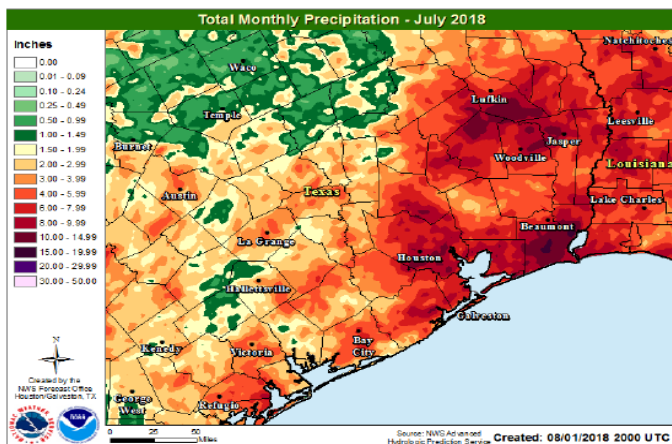 Total Monthly Precipitation - July 2018
Inches
0.00
0.01 - 0.09
0.10 - 0.24
0.25 - 0.49
0.50 - 0.99
1.00 - 1.49
1.50 - 1.99
2.00 - 2.99
3.00 - 3.99
4.00 - 5.99
6.00 - 7.99
8.00 - 9.99
10.00 - 14.99
15.00 - 19.99
20.00 - 29.99
30.00 - 50.00
Natchitoches
Waco
Lufkin
Temple
Leesville
Burnet
Jasper
Woodville
Louisiana
Texas
Austin
Lake Charles
Beaumont
La Grange
Houston
Hallettsville
Galveston
Bay
City
Kenedy
Victoria
George
West
Refugio
N
Created by the
NWS Forecast Office
Houston/Galveston, TX
NOAA
0 25 50
Miles
Source: NWS Advanced
Hydrologic Prediction Service
Created: 08/01/2018 2000 UTC